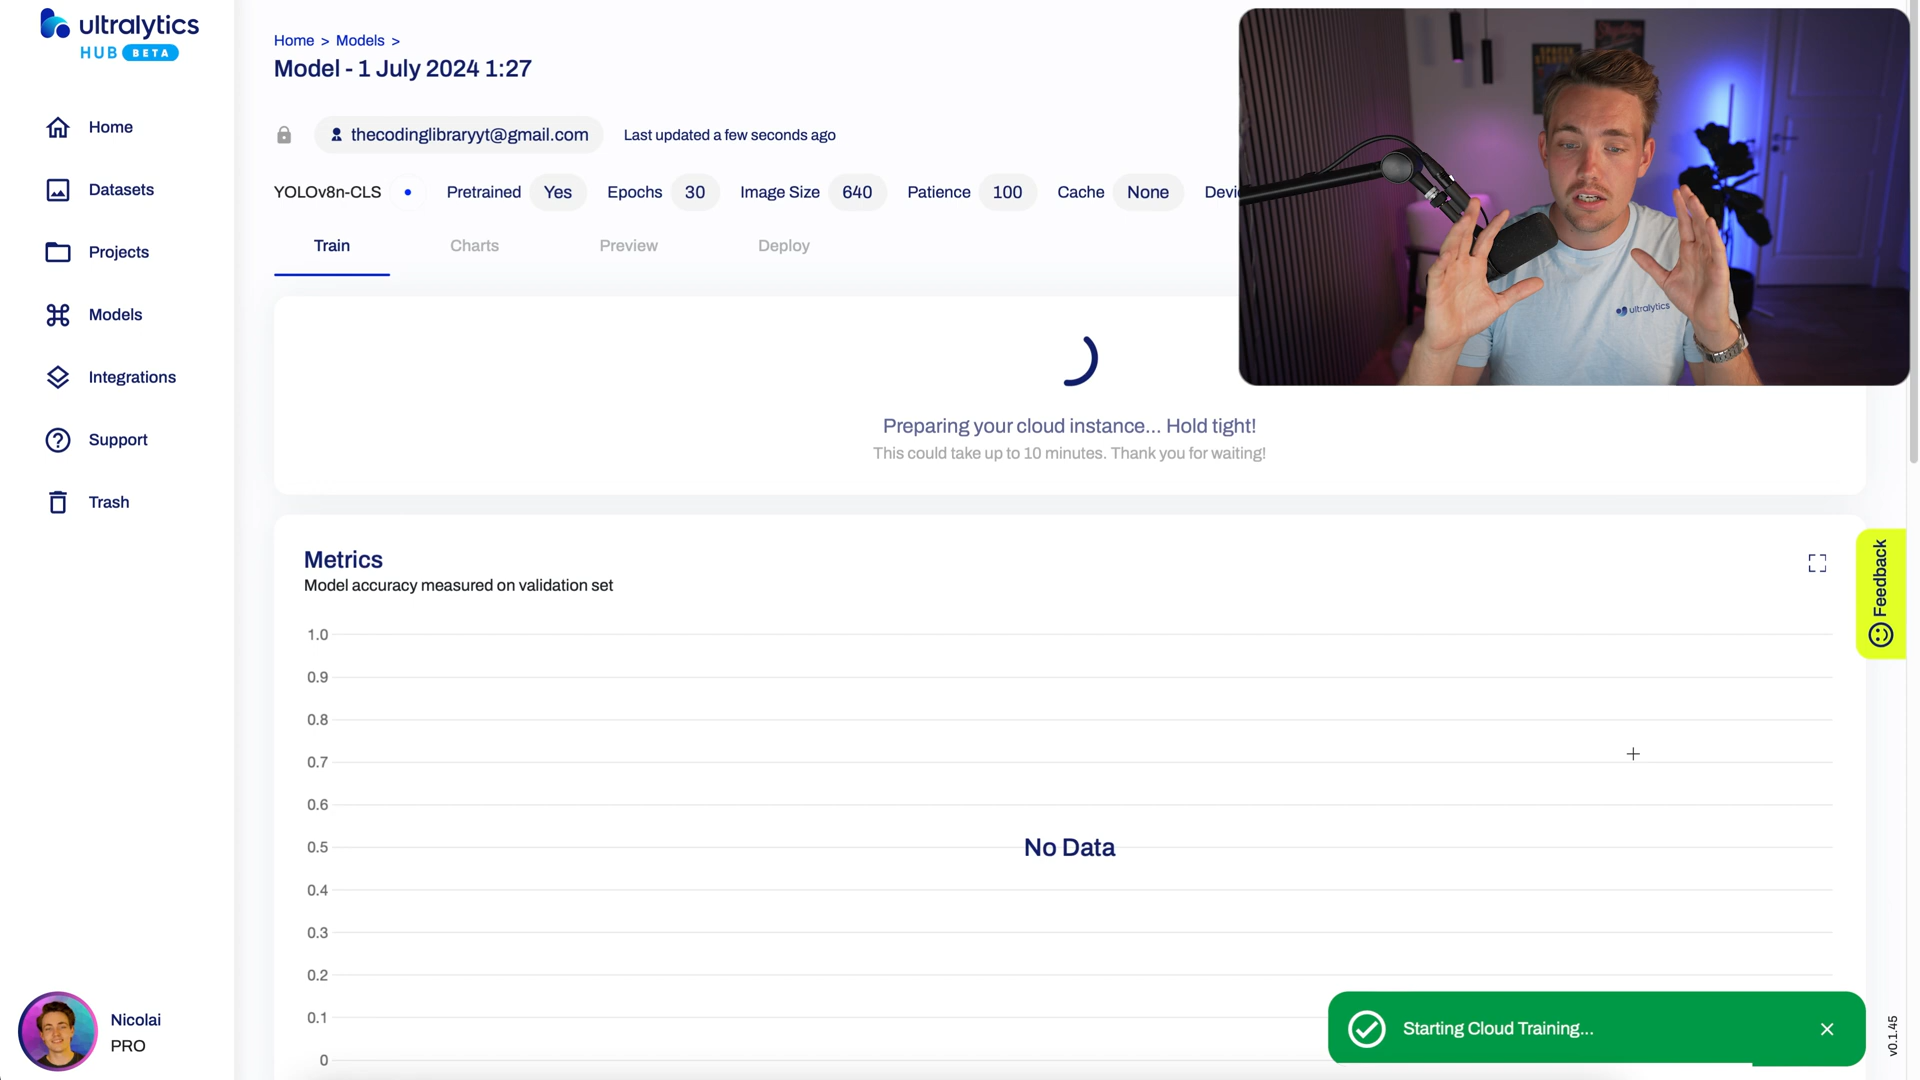 ultralytics
HUB BETA
Home
Datasets
Projects
Models
Integrations
Support
Trash
Nicolai
PRO
Home > Models >
Model - 1 July 2024 1:27
thecodinglibraryyt@gmail.com
Last updated a few seconds ago
YOLOv8n-CLS Pretrained Yes Epochs 30 Image Size 640 Patience 100 Cache None Devi
Train Charts Preview Deploy
Preparing your cloud instance... Hold tight!
This could take up to 10 minutes. Thank you for waiting!
Metrics
Model accuracy measured on validation set
1.0
0.9
0.8
0.7
0.6
0.5
0.4
0.3
0.2
0.1
0
No Data
Feedback
Starting Cloud Training...
v0.1.45
ultralytics